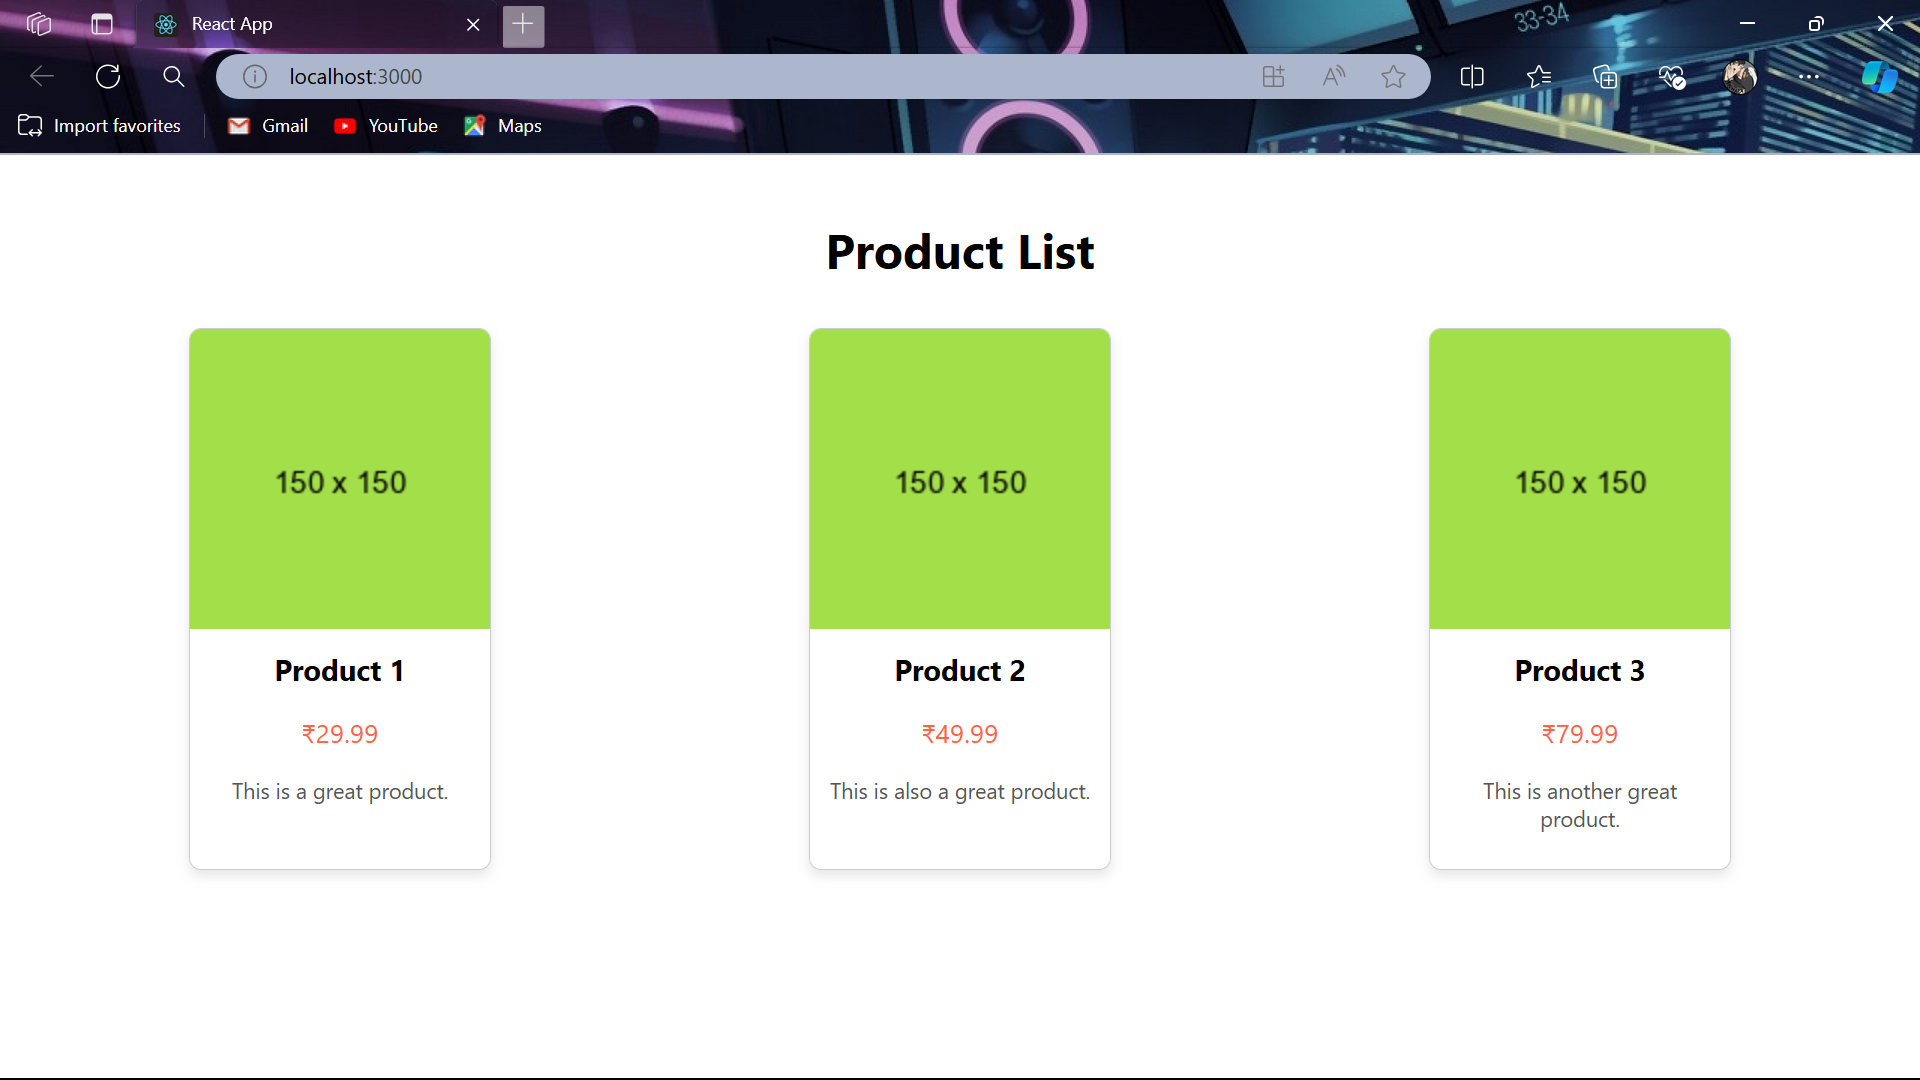 React App
33-34
localhost:3000
Import favorites
Gmail
YouTube
Maps
Product List
150 x 150
150 x 150
150 x 150
Product 1
Product 2
Product 3
₹29.99
₹49.99
₹79.99
This is a great product.
This is also a great product.
This is another great
product.